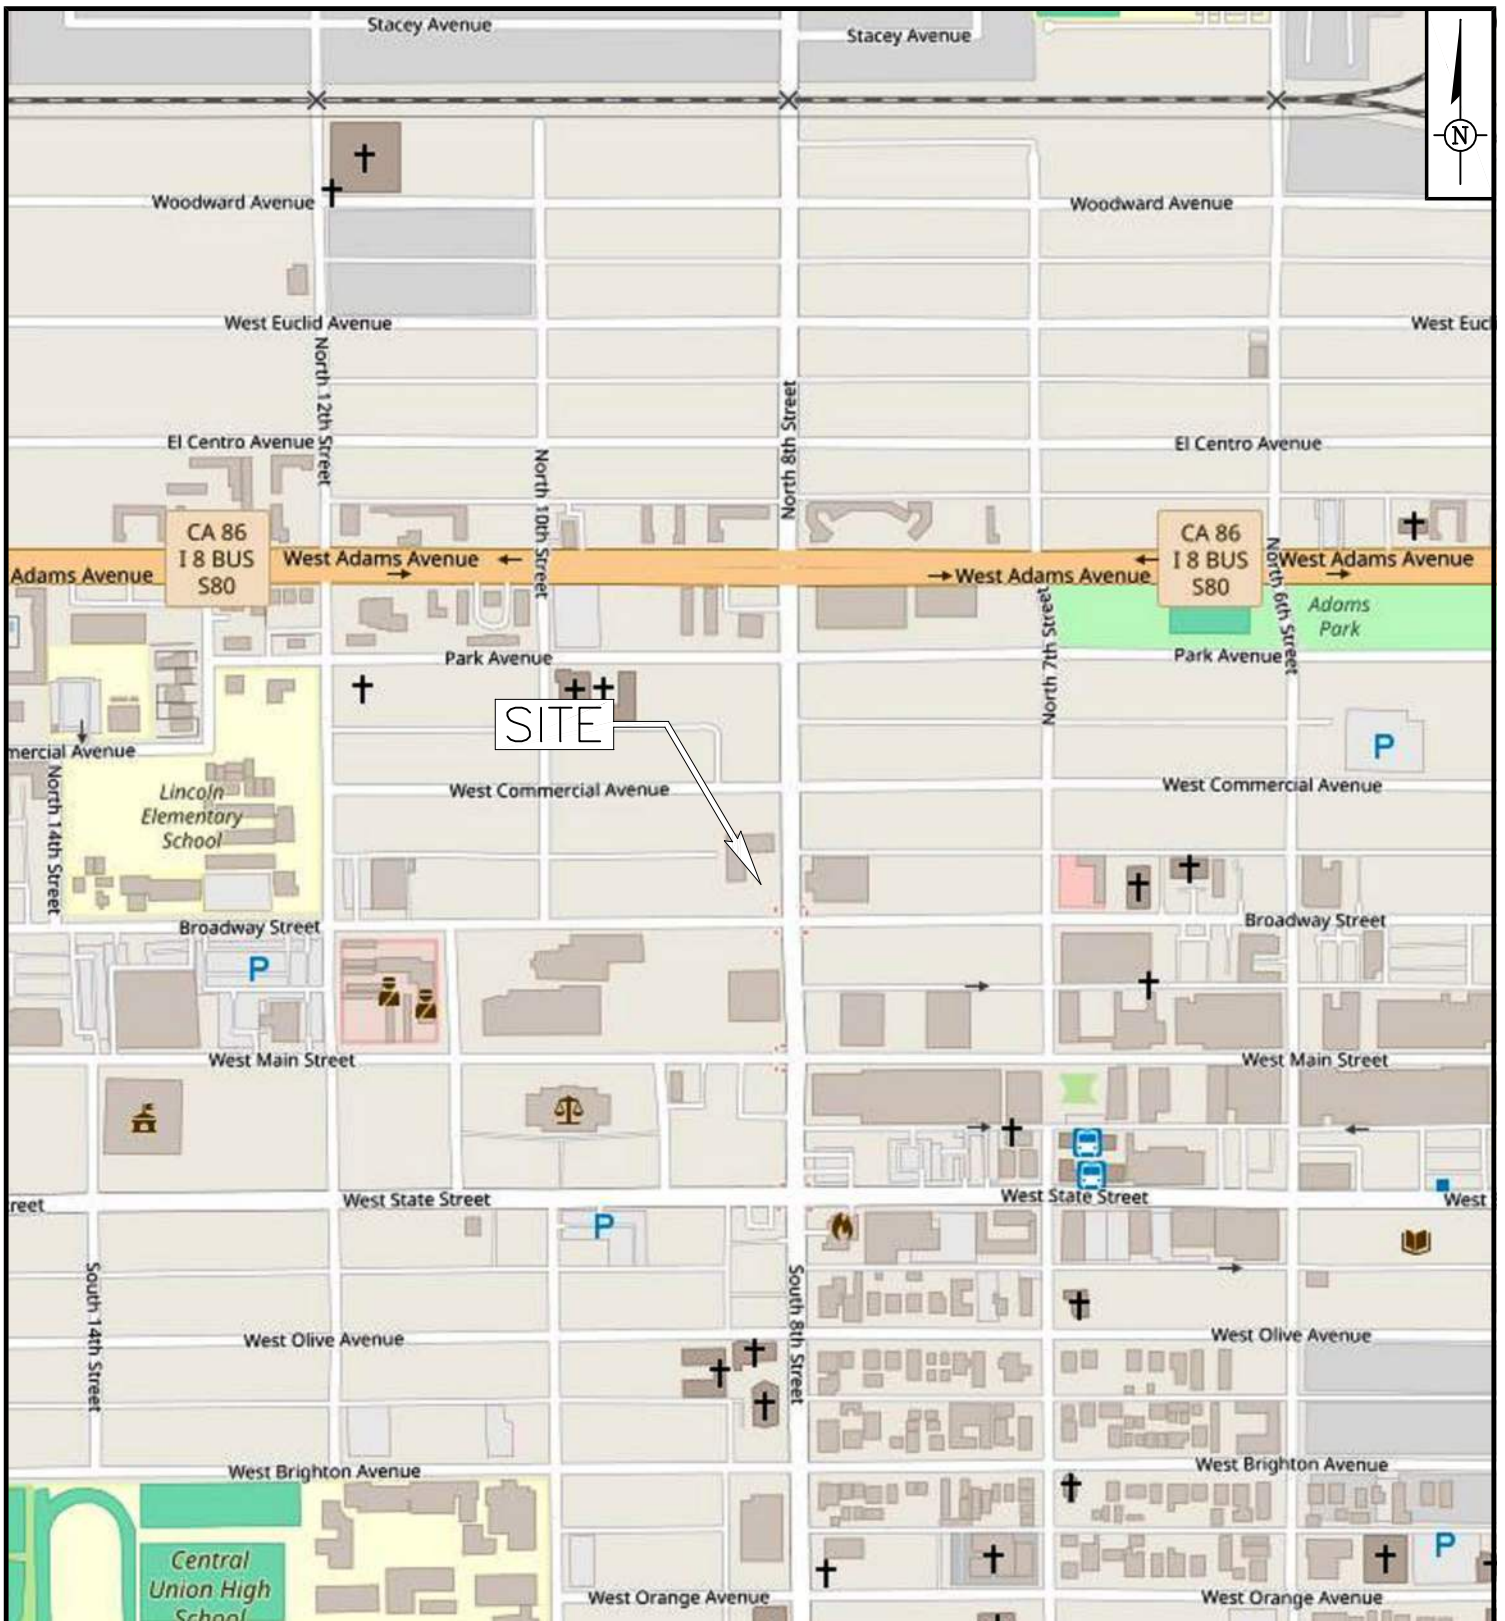 Stacey Avenue
Stacey Avenue
N
Woodward Avenue
Woodward Avenue
West Euclid Avenue
West Eucl
North 12th Street
North 8th Street
El Centro Avenue
El Centro Avenue
North 10th Street
CA 86
I 8 BUS
S80
CA 86
I 8 BUS
S80
West Adams Avenue
West Adams Avenue
Adams Avenue
West Adams Avenue
North 6th Street
North 7th Street
Adams
Park
Park Avenue
Park Avenue
SITE
P
mercial Avenue
North 14th Street
Lincoln
Elementary
School
West Commercial Avenue
West Commercial Avenue
Broadway Street
Broadway Street
P
West Main Street
West Main Street
reet
West State Street
West State Street
West
P
South 14th Street
South 8th Street
West Olive Avenue
West Olive Avenue
West Brighton Avenue
West Brighton Avenue
Central
Union High
School
P
West Orange Avenue
West Orange Avenue